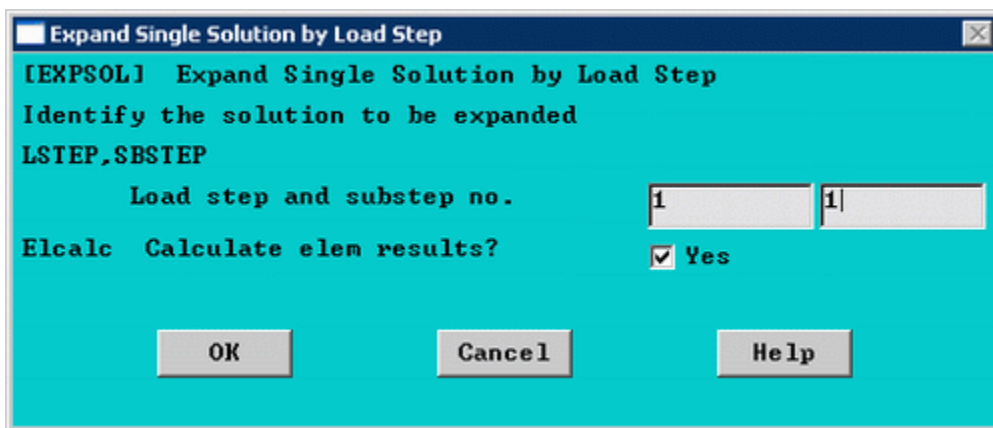 Expand Single Solution by Load Step
[EXPSOL] Expand Single Solution by Load Step
Identify the solution to be expanded
LSTEP,SBSTEP
Load step and substep no. 1 1
Elcalc Calculate elem results? Yes
OK Cancel Help